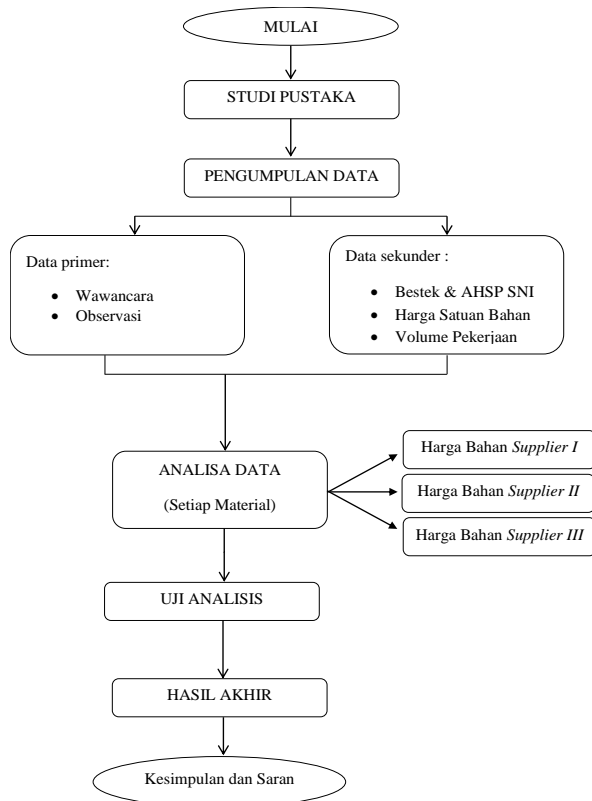 MULAI
STUDI PUSTAKA
PENGUMPULAN DATA
Data primer:
• Wawancara
• Observasi
Data sekunder :
• Bestek & AHSP SNI
• Harga Satuan Bahan
• Volume Pekerjaan
ANALISA DATA
(Setiap Material)
Harga Bahan Supplier I
Harga Bahan Supplier II
Harga Bahan Supplier III
UJI ANALISIS
HASIL AKHIR
Kesimpulan dan Saran